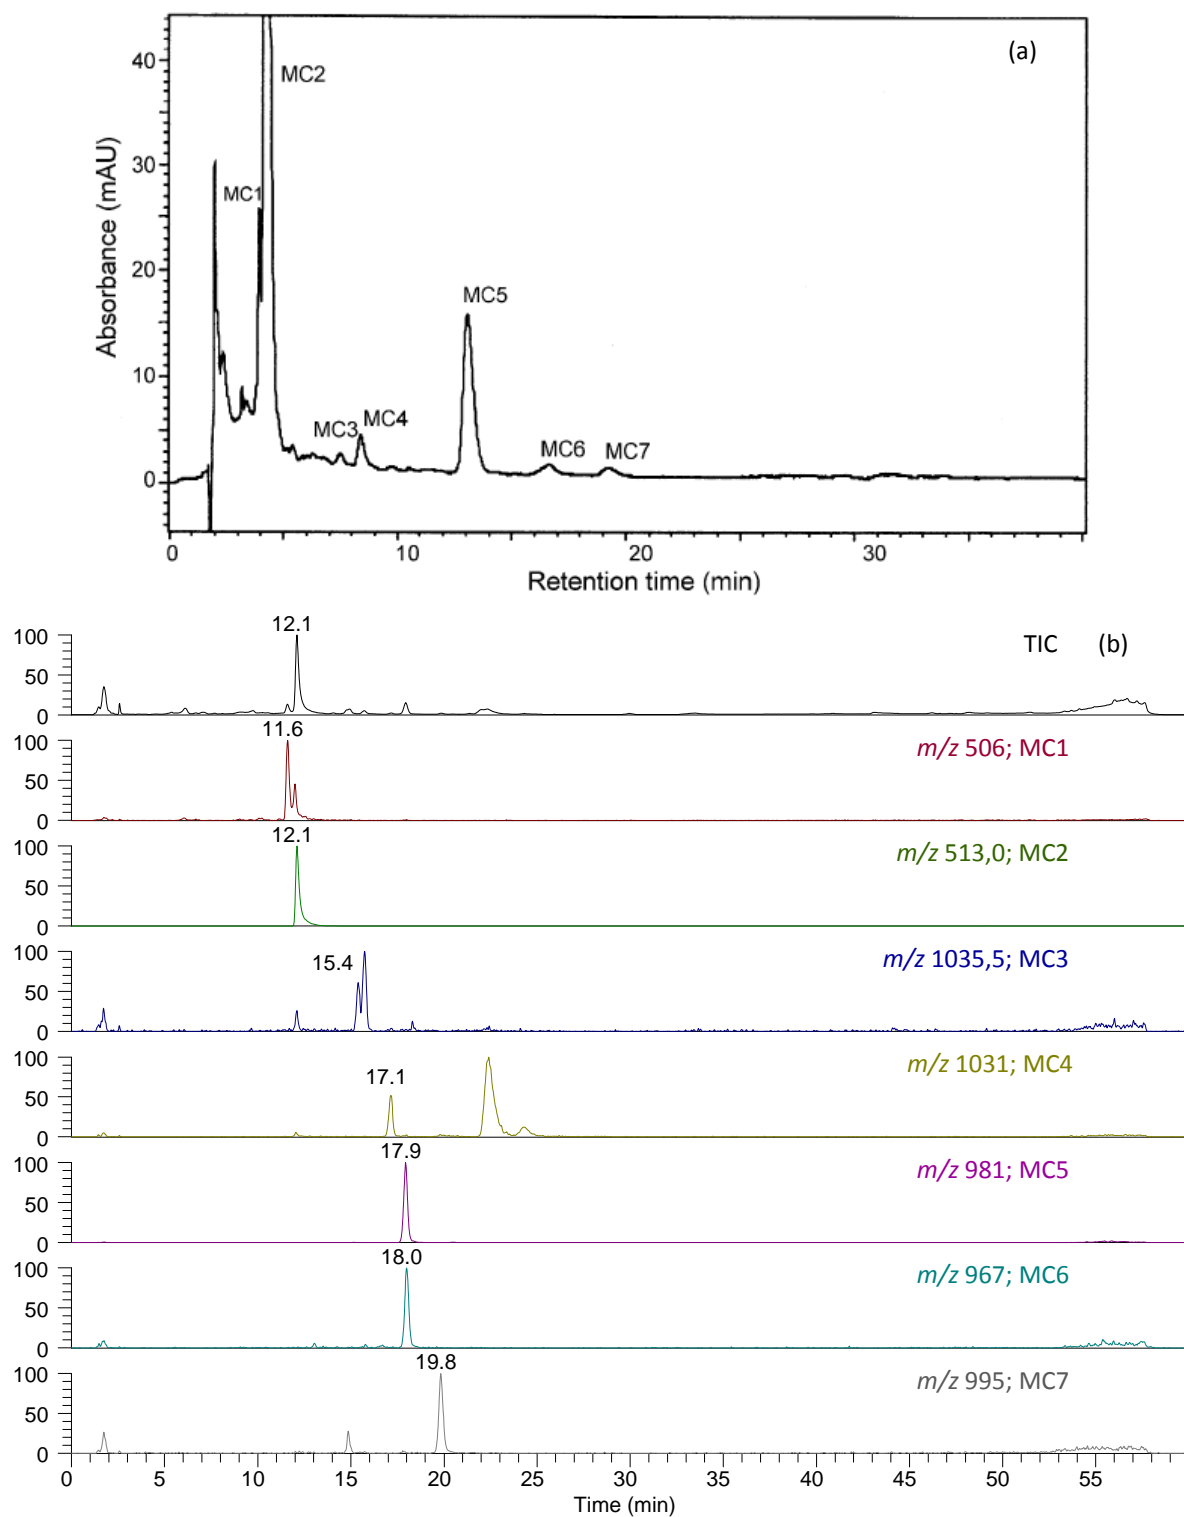 (a)
40
MC2
Absorbance (mAU)
30
MC1
20
MC5
10
MC3
MC4
MC6
MC7
0
0 10 20 30
Retention time (min)
12.1
100
TIC (b)
50
0
11.6
100
m/z 506; MC1
50
0
12.1
100
m/z 513,0; MC2
50
0
100
m/z 1035,5; MC3
15.4
50
0
100
m/z 1031; MC4
17.1
50
0
17.9
100
m/z 981; MC5
50
0
18.0
100
m/z 967; MC6
50
0
19.8
100
m/z 995; MC7
50
0
0 5 10 15 20 25 30 35 40 45 50 55
Time (min)